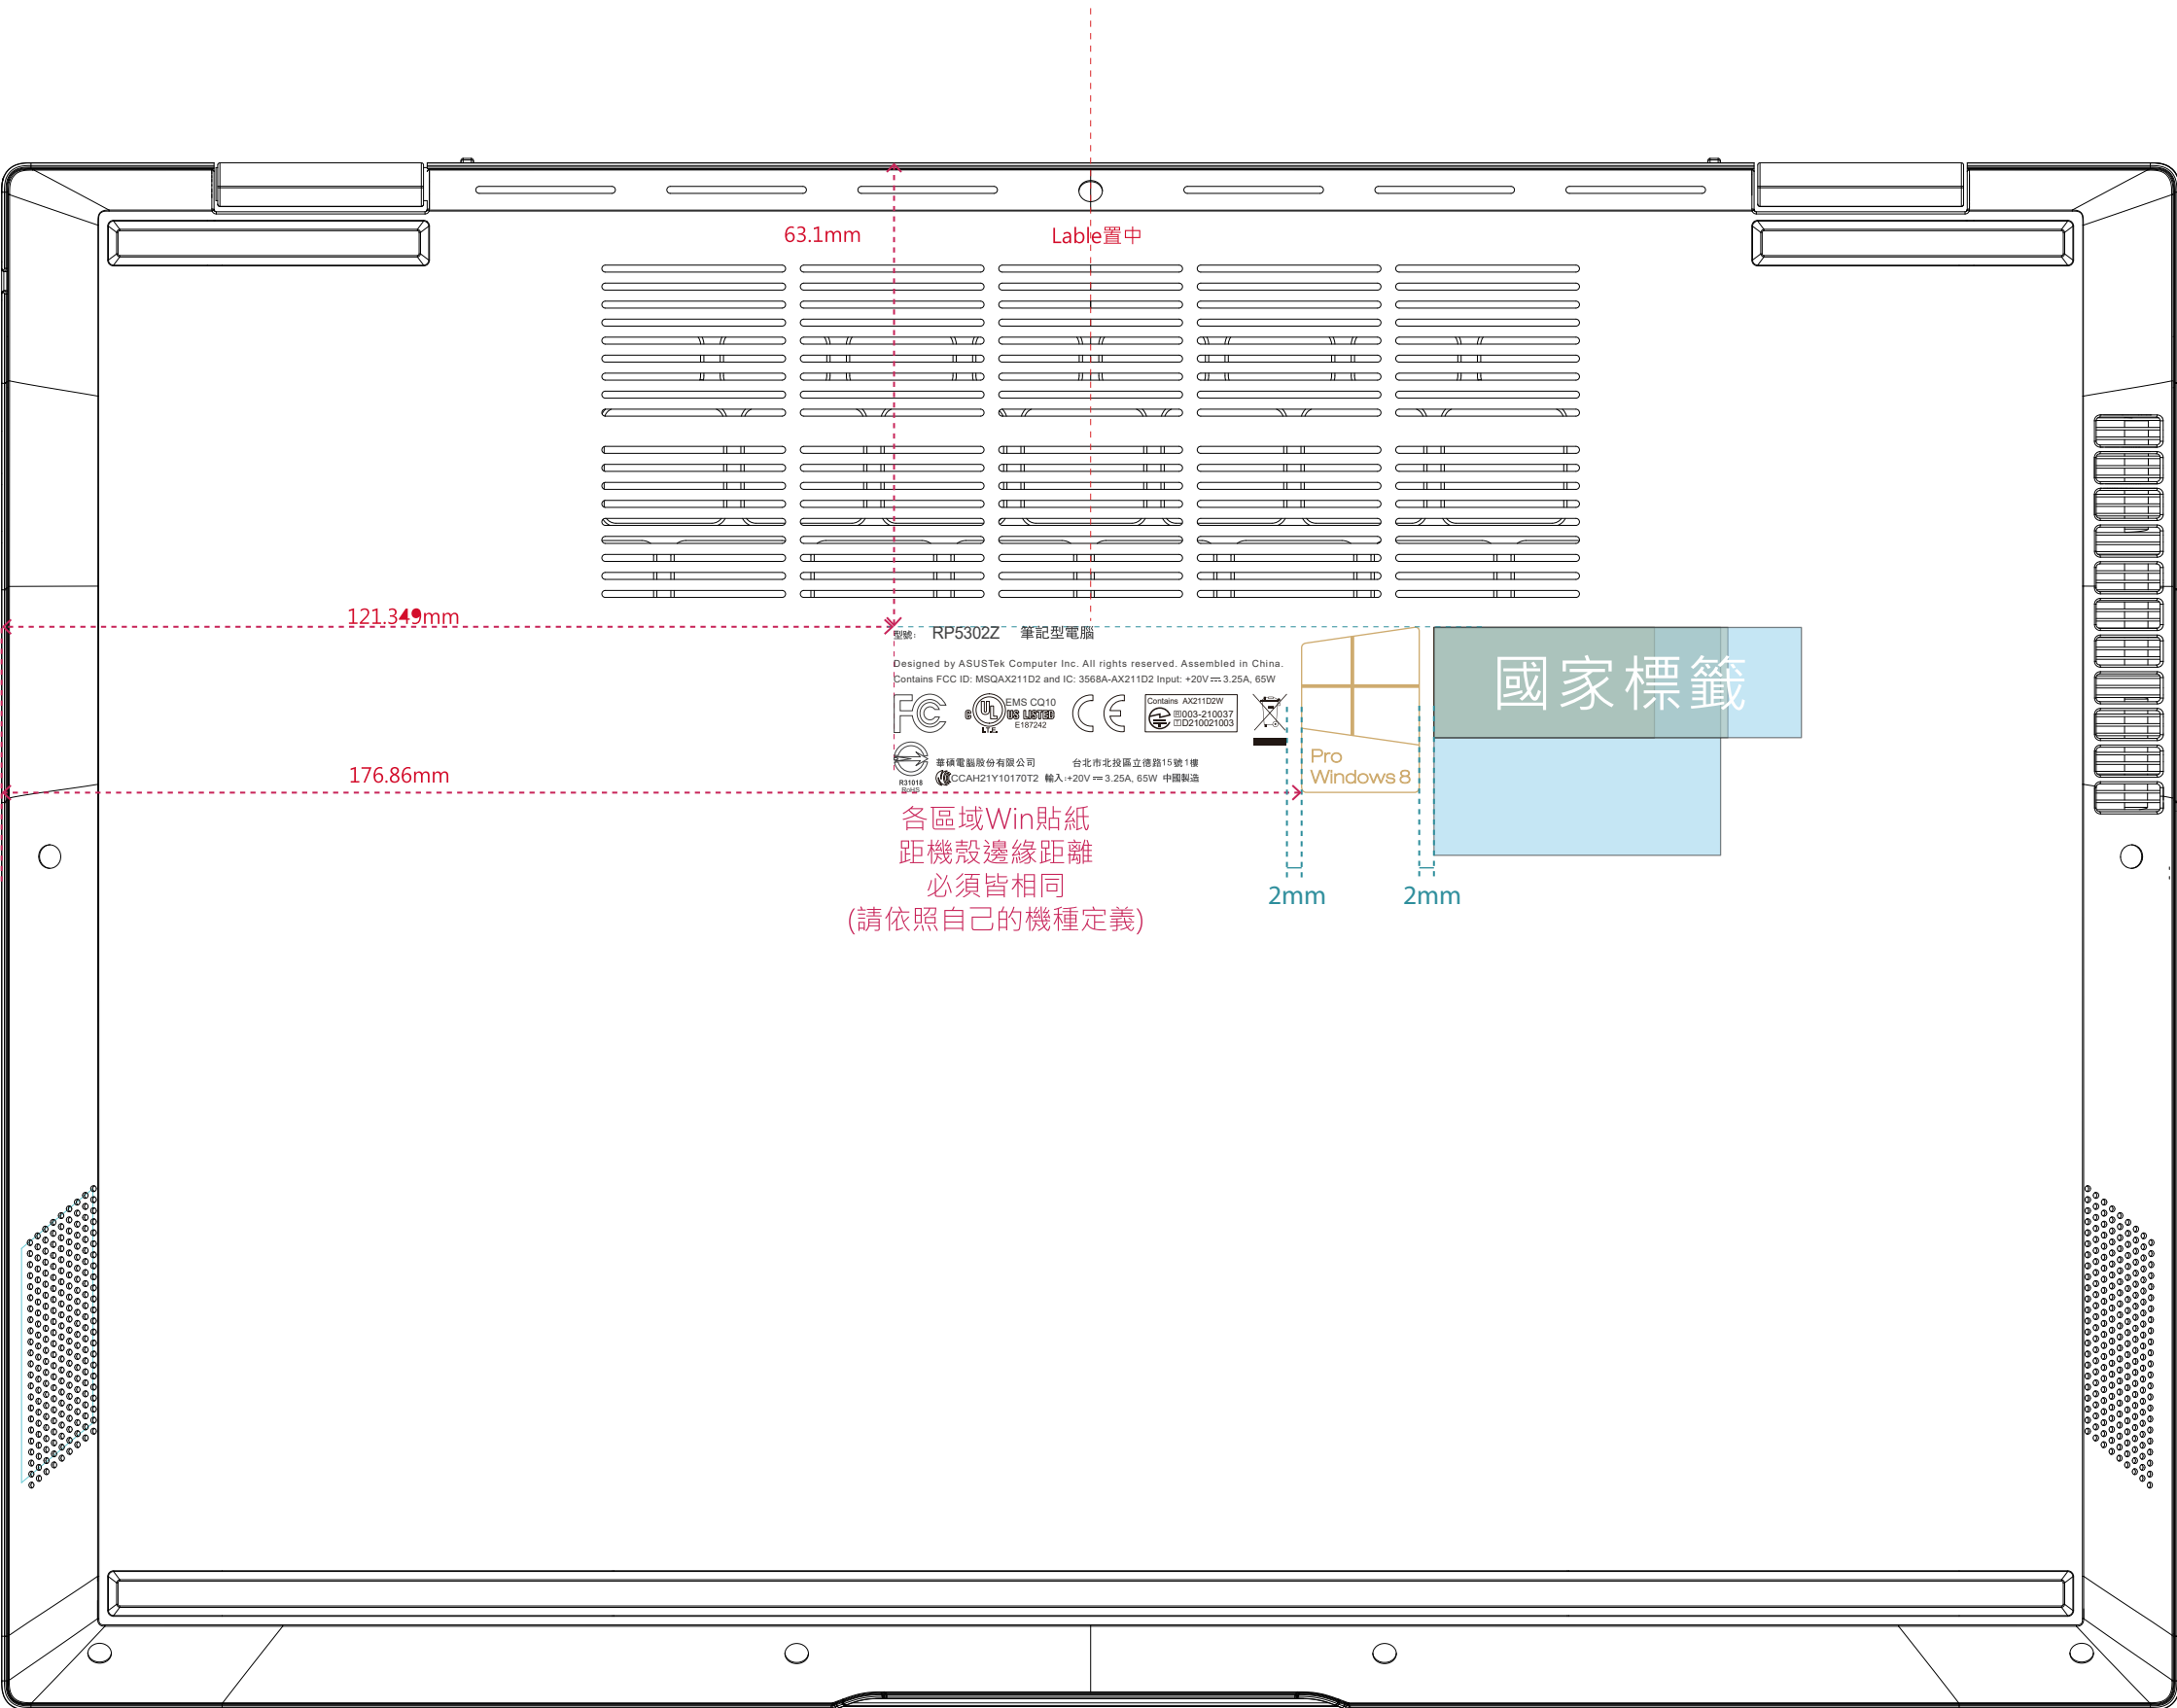 63.1mm
Lable置中
121.349mm
型號: RP5302Z 筆記型電腦
Designed by ASUSTek Computer Inc. All rights reserved. Assembled in China.
Contains FCC ID: MSQAX211D2 and IC: 3568A-AX211D2 Input: +20V⎓3.25A, 65W
國家標籤
FC
C UL US LISTED
I.T.E.
EMS CQ10
E187242
CE
Contains AX211D2W
R 003-210037
T D210021003
Pro
Windows 8
176.86mm
R31018
RoHS
華碩電腦股份有限公司 台北市北投區立德路15號1樓
CCAH21Y10170T2 輸入:+20V⎓3.25A, 65W 中國製造
各區域Win貼紙
距機殼邊緣距離
必須皆相同
(請依照自己的機種定義)
2mm
2mm